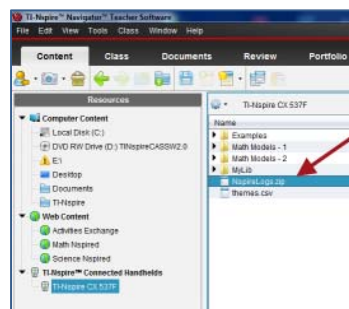 TI-Nspire™ Navigator™ Teacher Software
File Edit View Tools Class Window Help
Content Class Documents Review Portfolio
Resources
Computer Content
Local Disk (C:)
DVD RW Drive (D:) TINspireCASSW2.0
E:\
Desktop
Documents
TI-Nspire
Web Content
Activities Exchange
Math Nspired
Science Nspired
TI-Nspire™ Connected Handhelds
TI-Nspire CX 537F
TI-Nspire CX 537F
Name
Examples
Math Models - 1
Math Models - 2
MyLib
NspireLogs.zip
themes.csv